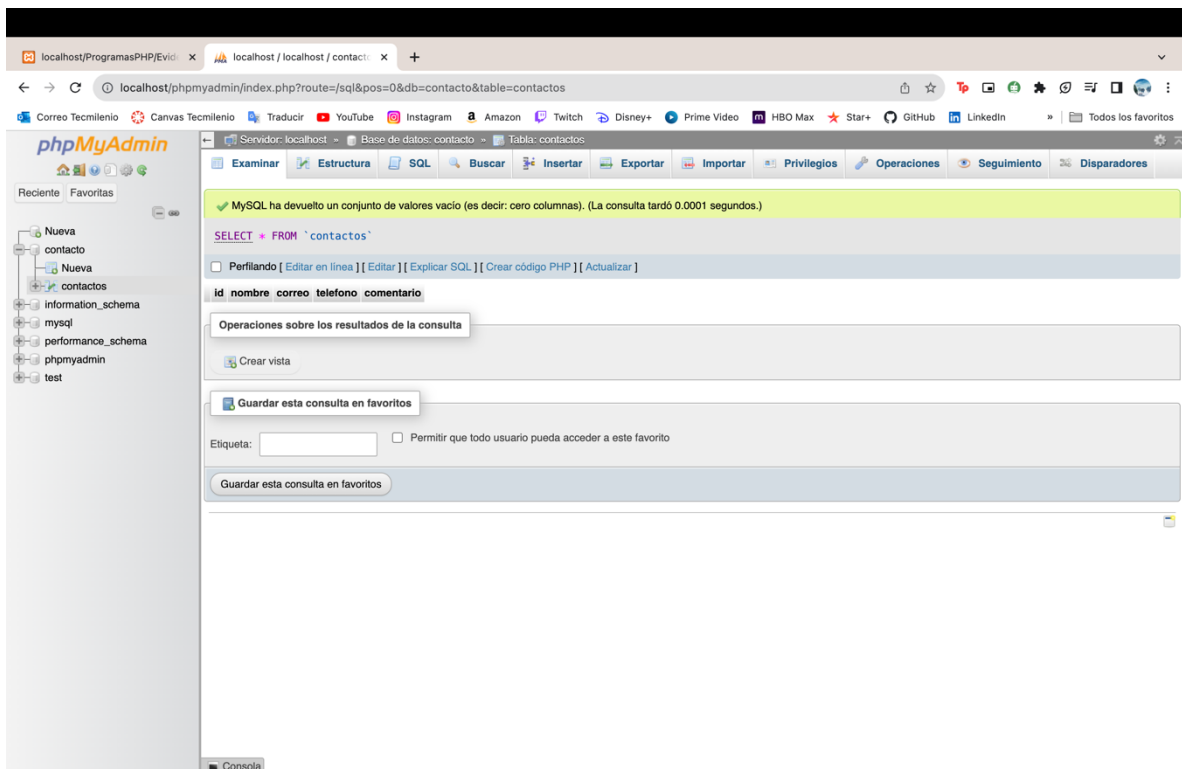 localhost/ProgramasPHP/Evid
localhost / localhost / contacto
localhost/phpmyadmin/index.php?route=/sql&pos=0&db=contacto&table=contactos
Correo Tecmilenio Canvas Tecmilenio Traducir YouTube Instagram Amazon Twitch Disney+ Prime Video HBO Max Star+ GitHub LinkedIn » Todos los favoritos
phpMyAdmin
Reciente Favoritas
Nueva
contacto
Nueva
contactos
information_schema
mysql
performance_schema
phpmyadmin
test
Servidor: localhost » Base de datos: contacto » Tabla: contactos
Examinar Estructura SQL Buscar Insertar Exportar Importar Privilegios Operaciones Seguimiento Disparadores
MySQL ha devuelto un conjunto de valores vacío (es decir: cero columnas). (La consulta tardó 0.0001 segundos.)
SELECT * FROM `contactos`
Perfilando [ Editar en línea ] [ Editar ] [ Explicar SQL ] [ Crear código PHP ] [ Actualizar ]
id nombre correo telefono comentario
Operaciones sobre los resultados de la consulta
Crear vista
Guardar esta consulta en favoritos
Etiqueta: Permitir que todo usuario pueda acceder a este favorito
Guardar esta consulta en favoritos
Consola